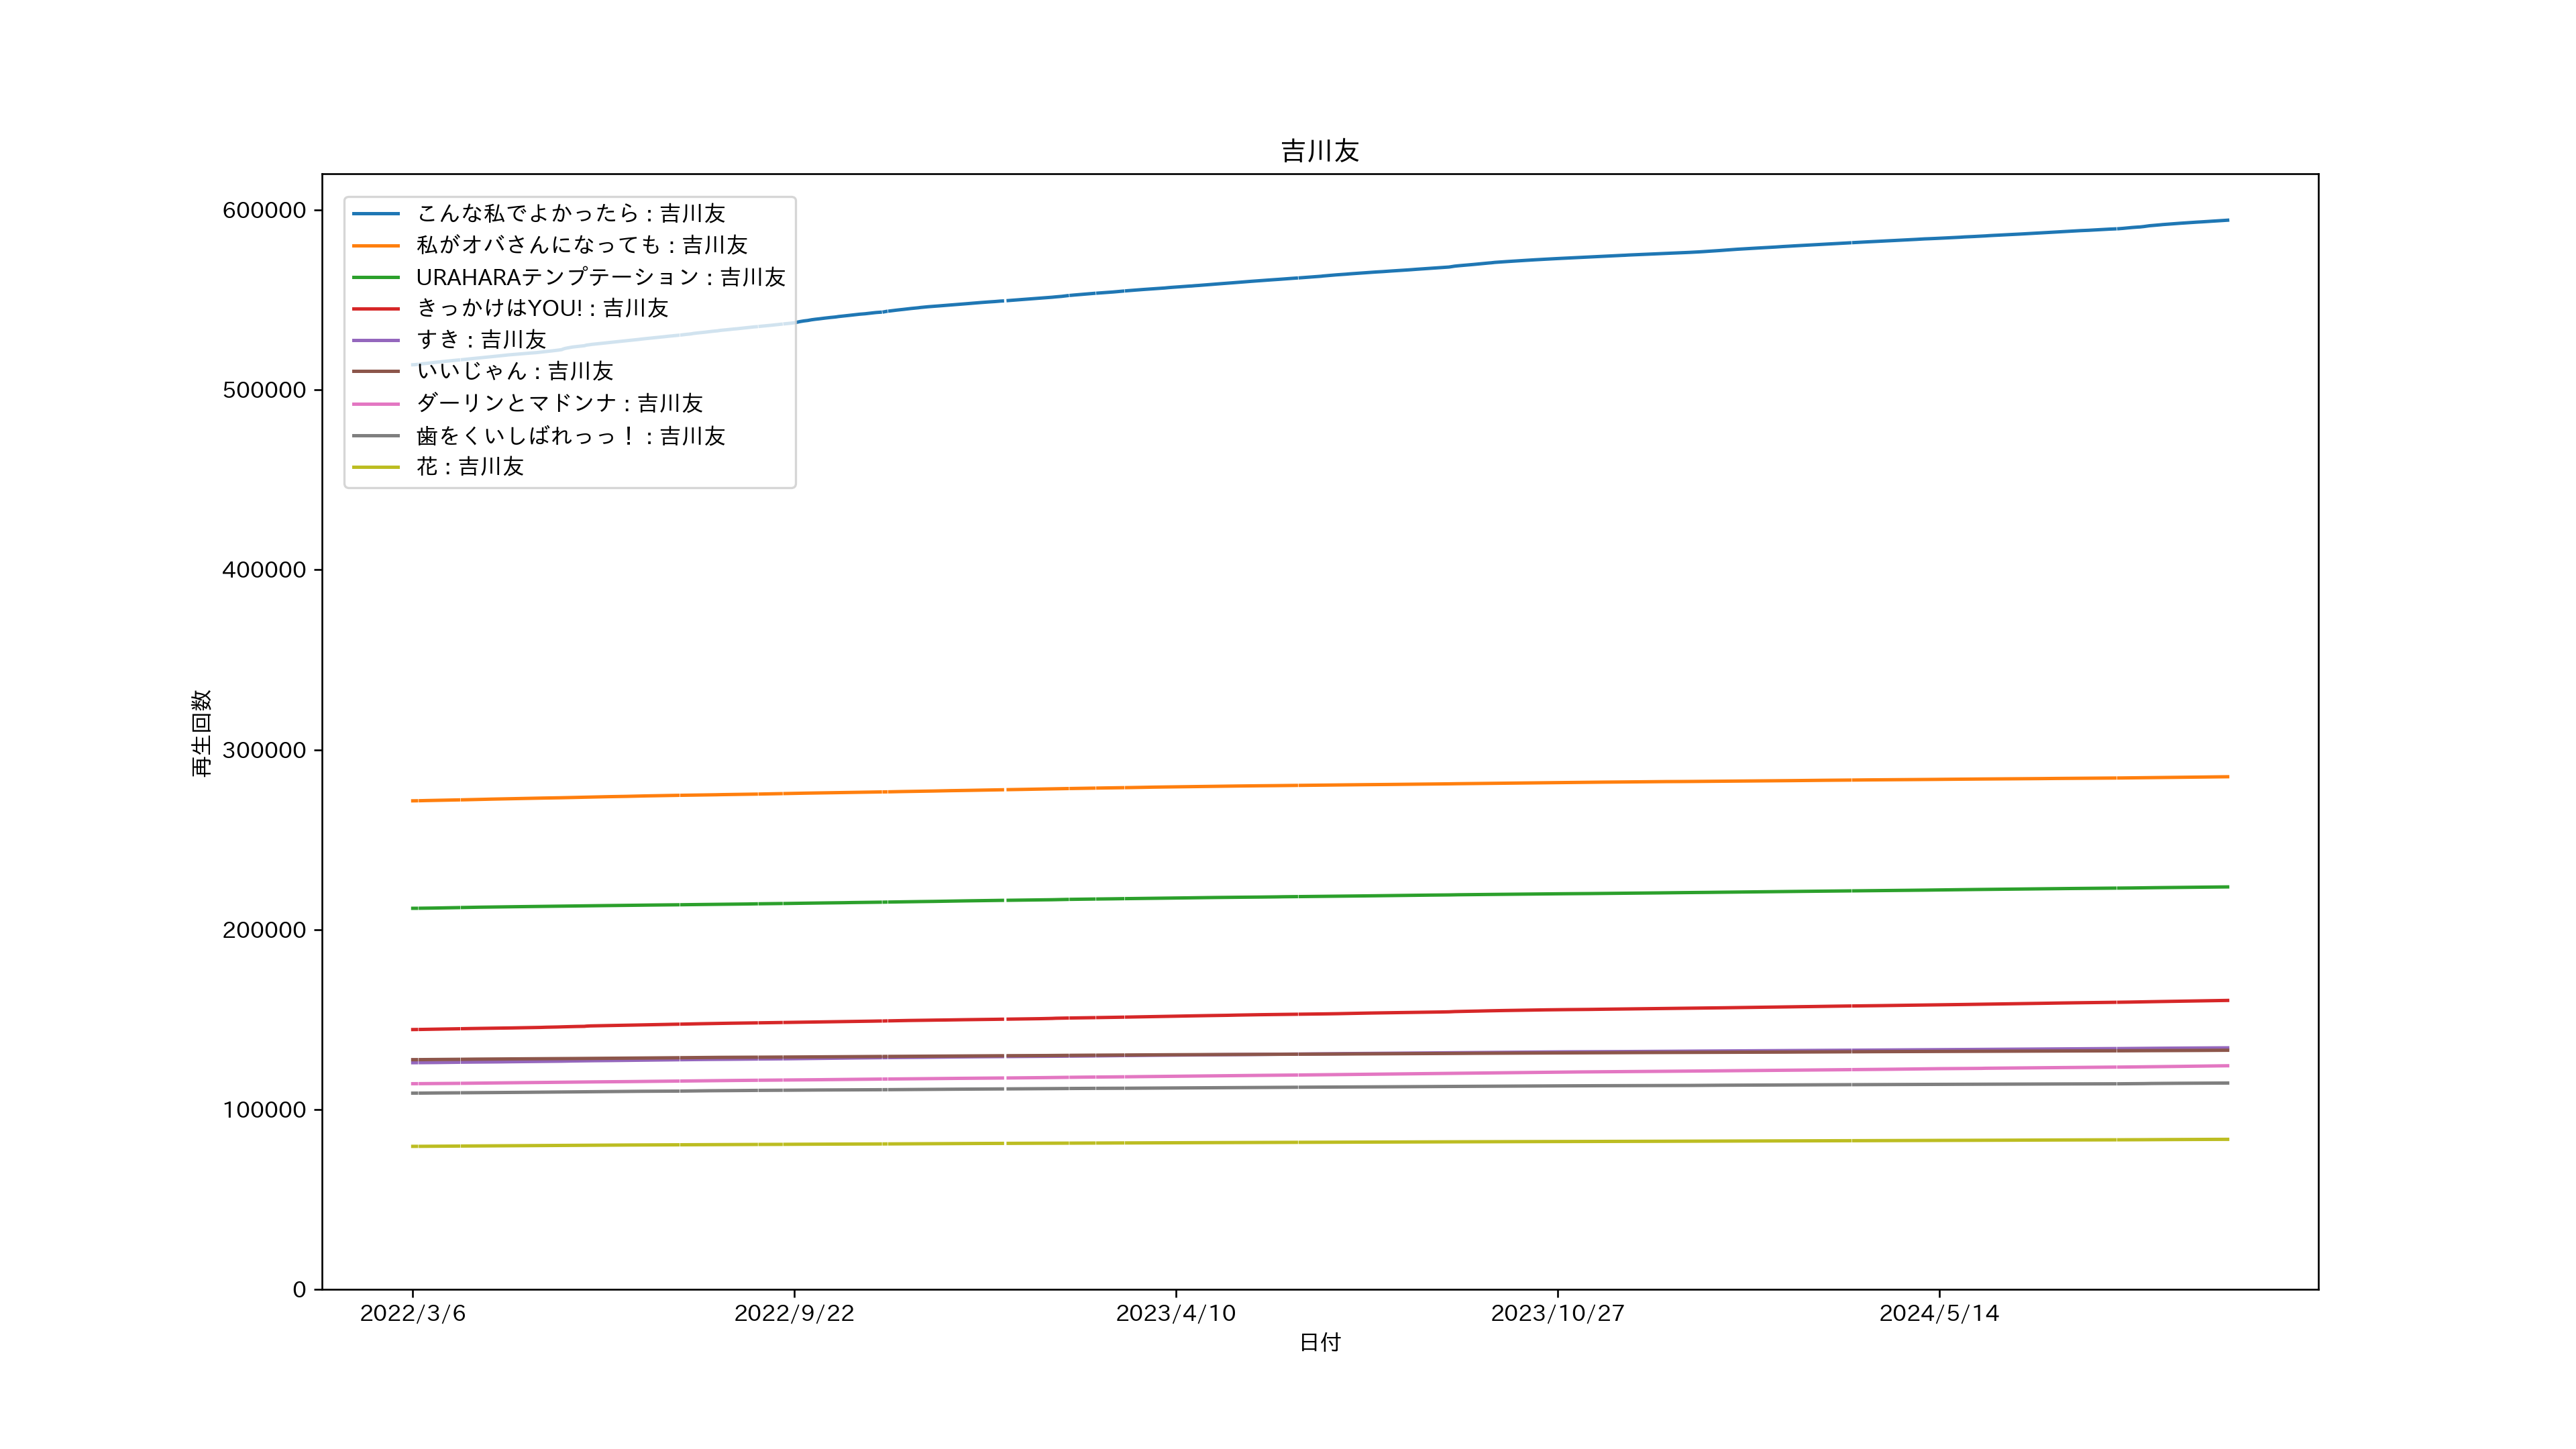 吉川友
600000
500000
400000
300000
200000
100000
0
再生回数
こんな私でよかったら : 吉川友
私がオバさんになっても : 吉川友
URAHARAテンプテーション : 吉川友
きっかけはYOU! : 吉川友
すき : 吉川友
いいじゃん : 吉川友
ダーリンとマドンナ : 吉川友
歯をくいしばれっっ！ : 吉川友
花 : 吉川友
2022/3/6 2022/9/22 2023/4/10 2023/10/27 2024/5/14
日付